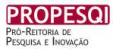 PROPESQI
PRÓ-REITORIA DE
PESQUISA E INOVAÇÃO